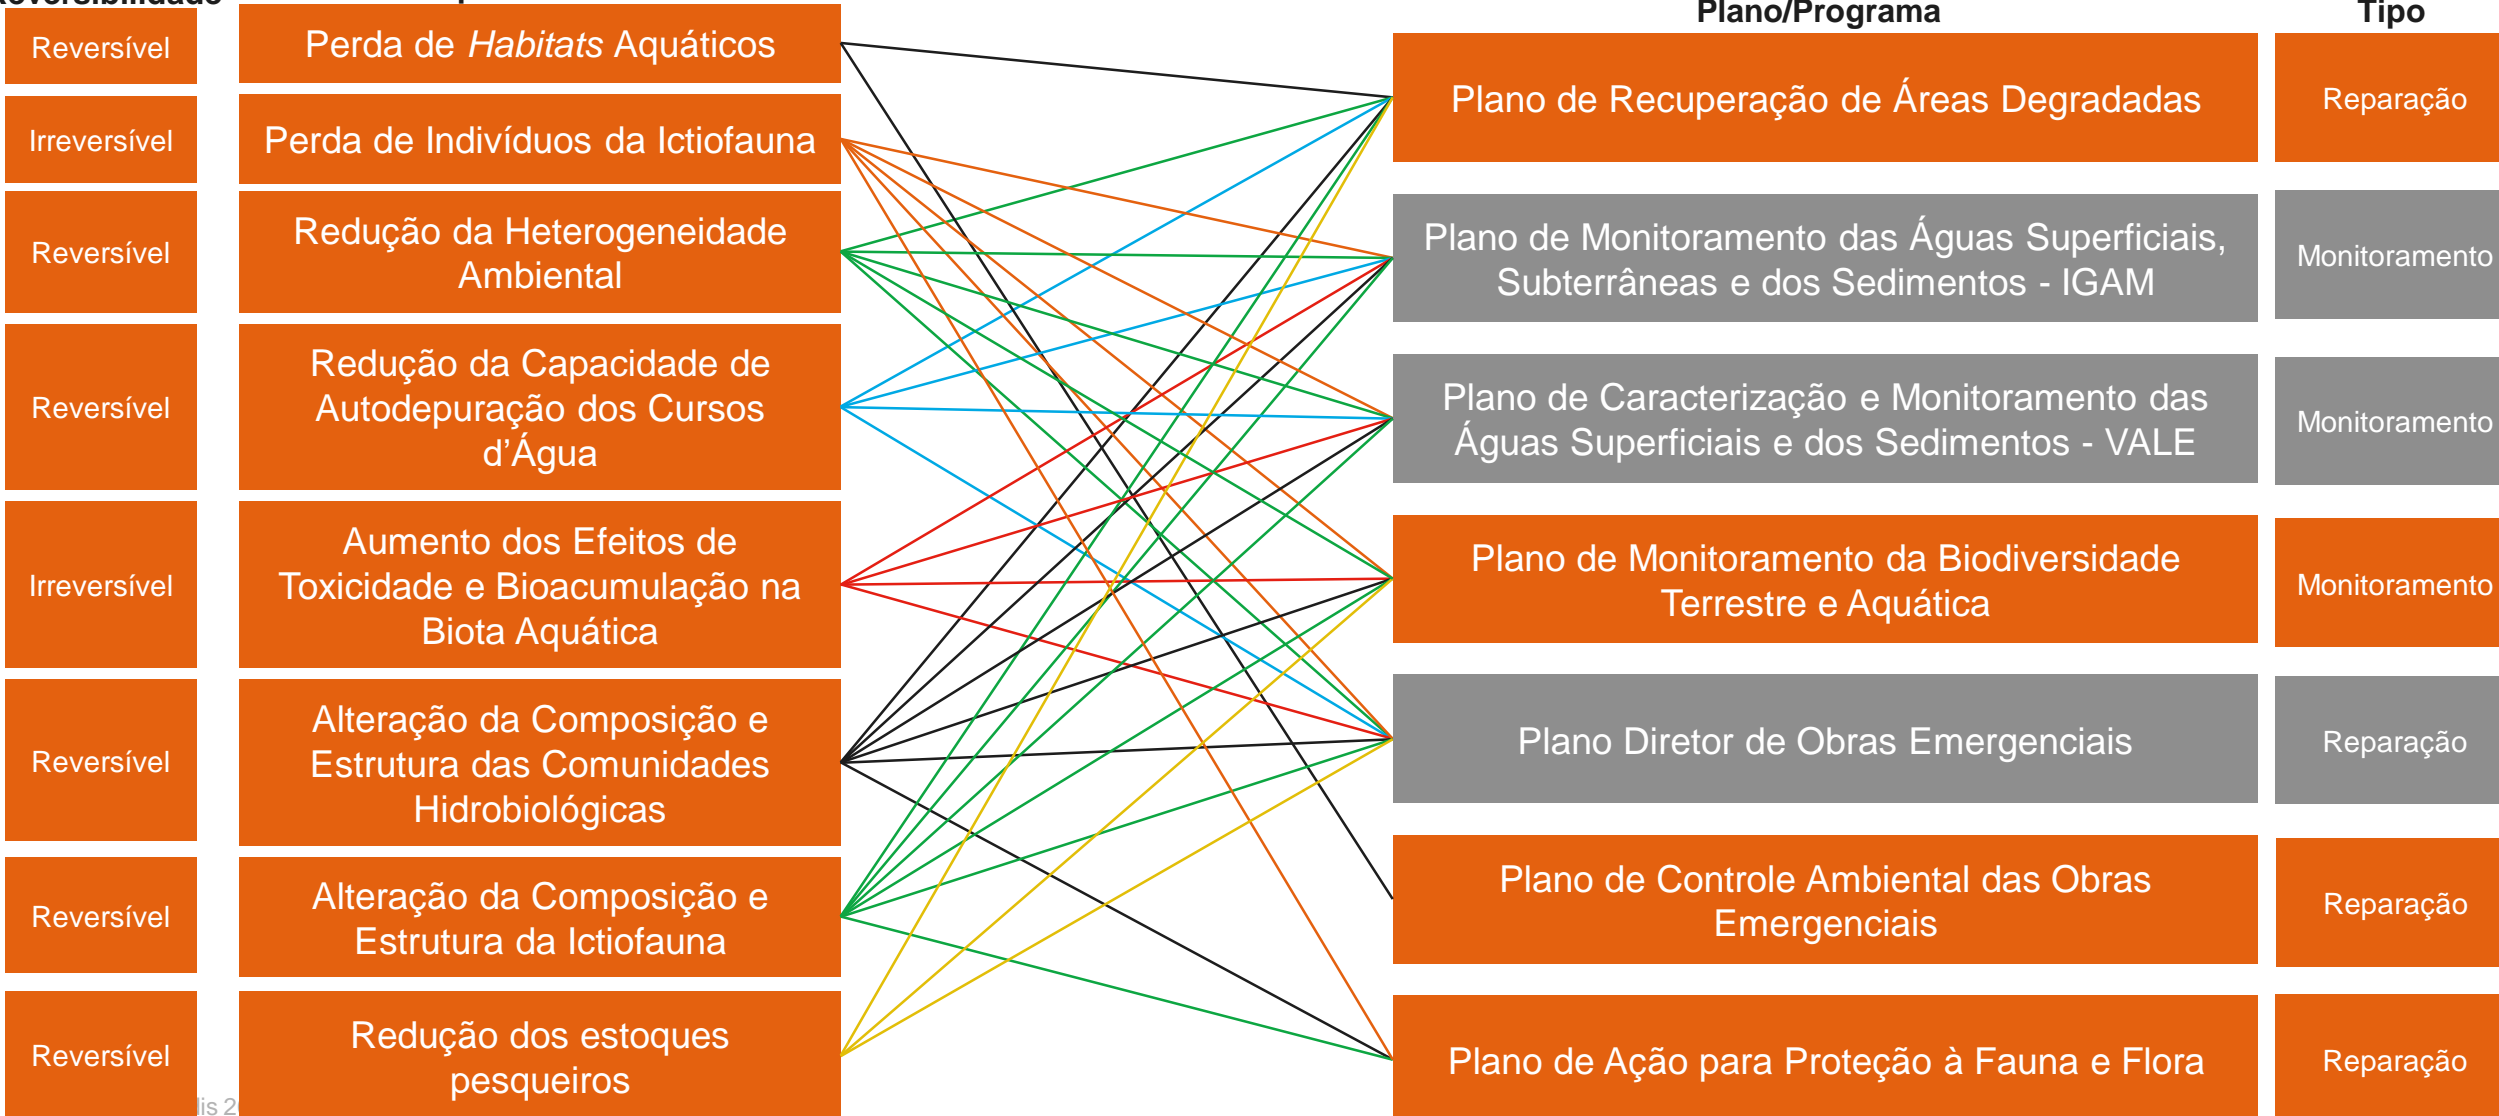 Plano/Programa
Tipo
Reversível
Perda de Habitats Aquáticos
Irreversível
Perda de Indivíduos da Ictiofauna
Reversível
Redução da Heterogeneidade
Ambiental
Reversível
Redução da Capacidade de
Autodepuração dos Cursos
d’Água
Irreversível
Aumento dos Efeitos de
Toxicidade e Bioacumulação na
Biota Aquática
Reversível
Alteração da Composição e
Estrutura das Comunidades
Hidrobiológicas
Reversível
Alteração da Composição e
Estrutura da Ictiofauna
Reversível
Redução dos estoques
pesqueiros
Plano de Recuperação de Áreas Degradadas
Reparação
Plano de Monitoramento das Águas Superficiais,
Subterrâneas e dos Sedimentos - IGAM
Monitoramento
Plano de Caracterização e Monitoramento das
Águas Superficiais e dos Sedimentos - VALE
Monitoramento
Plano de Monitoramento da Biodiversidade
Terrestre e Aquática
Monitoramento
Plano Diretor de Obras Emergenciais
Reparação
Plano de Controle Ambiental das Obras
Emergenciais
Reparação
Plano de Ação para Proteção à Fauna e Flora
Reparação